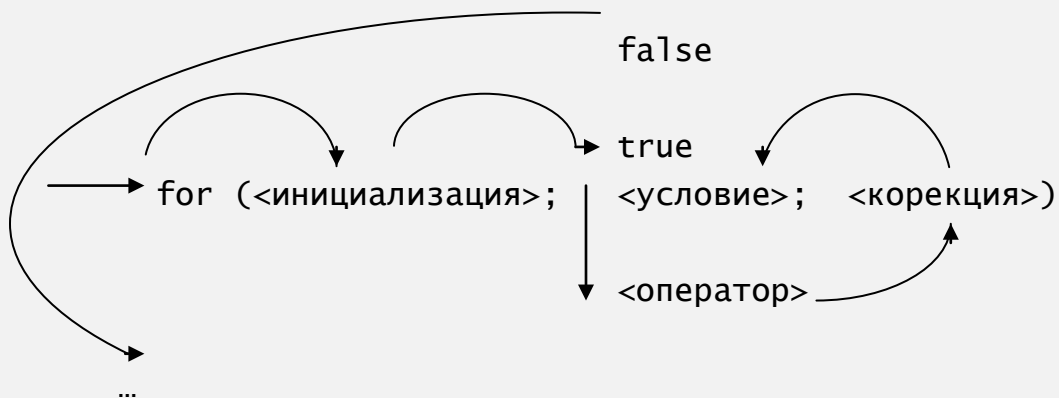 false
true
for (<инициализация>; <условие>; <корекция>)
<оператор>
…